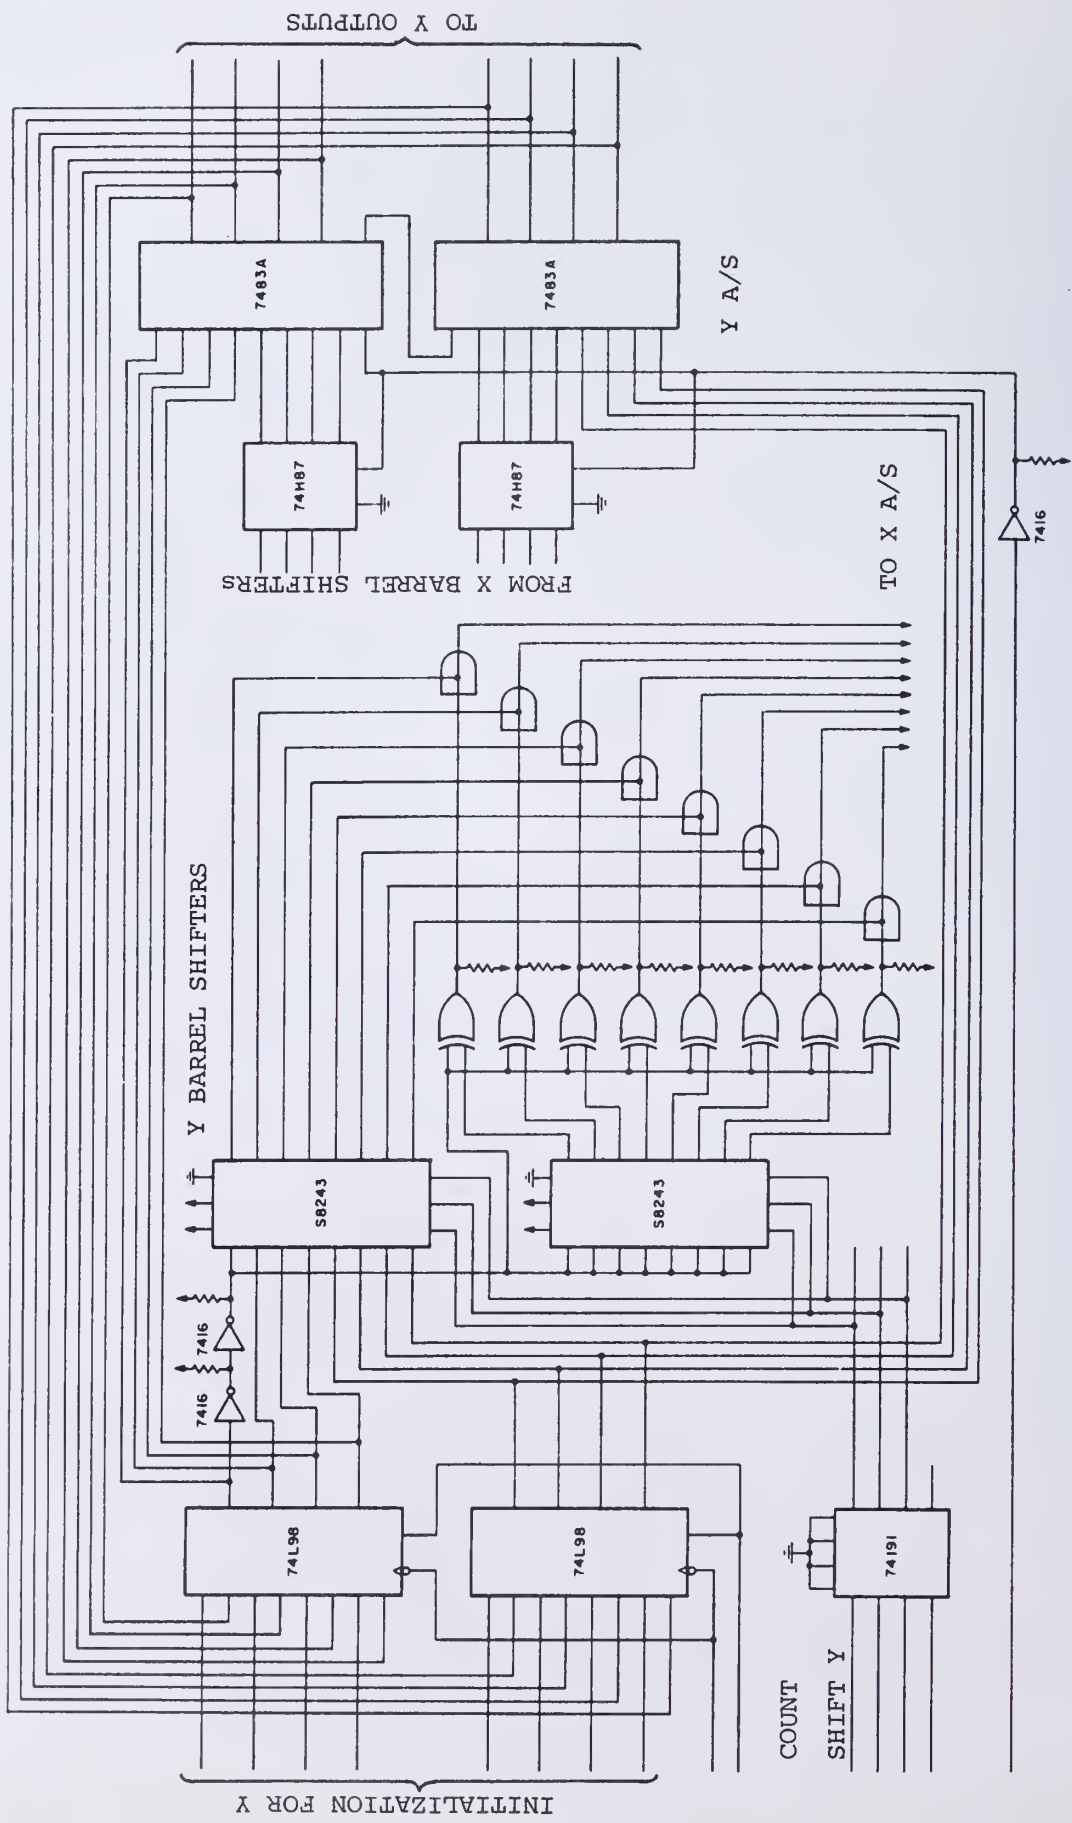 TO Y OUTPUTS
7483A
7483A
Y A/S
74H87
74H87
FROM X BARREL SHIFTERS
TO X A/S
7416
Y BARREL SHIFTERS
S8243
S8243
7416
7416
74L98
74L98
74191
COUNT
SHIFT Y
INITIALIZATION FOR Y